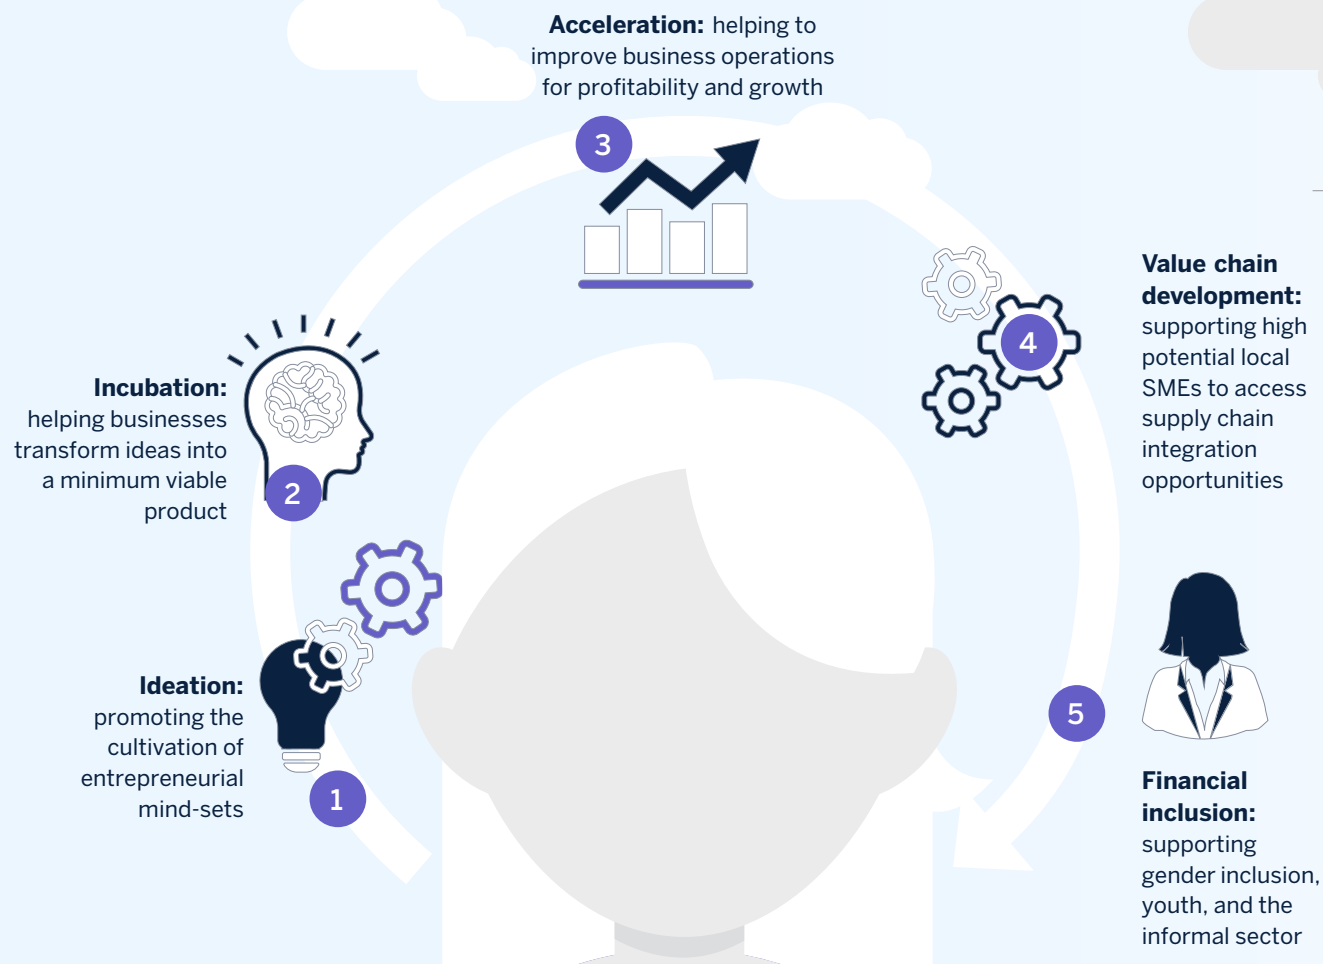 Acceleration: helping to
improve business operations
for profitability and growth
3
Value chain
development:
supporting high
potential local
SMEs to access
supply chain
integration
opportunities
4
Incubation:
helping businesses
transform ideas into
a minimum viable
product
2
Ideation:
promoting the
cultivation of
entrepreneurial
mind-sets
1
5
Financial
inclusion:
supporting
gender inclusion,
youth, and the
informal sector